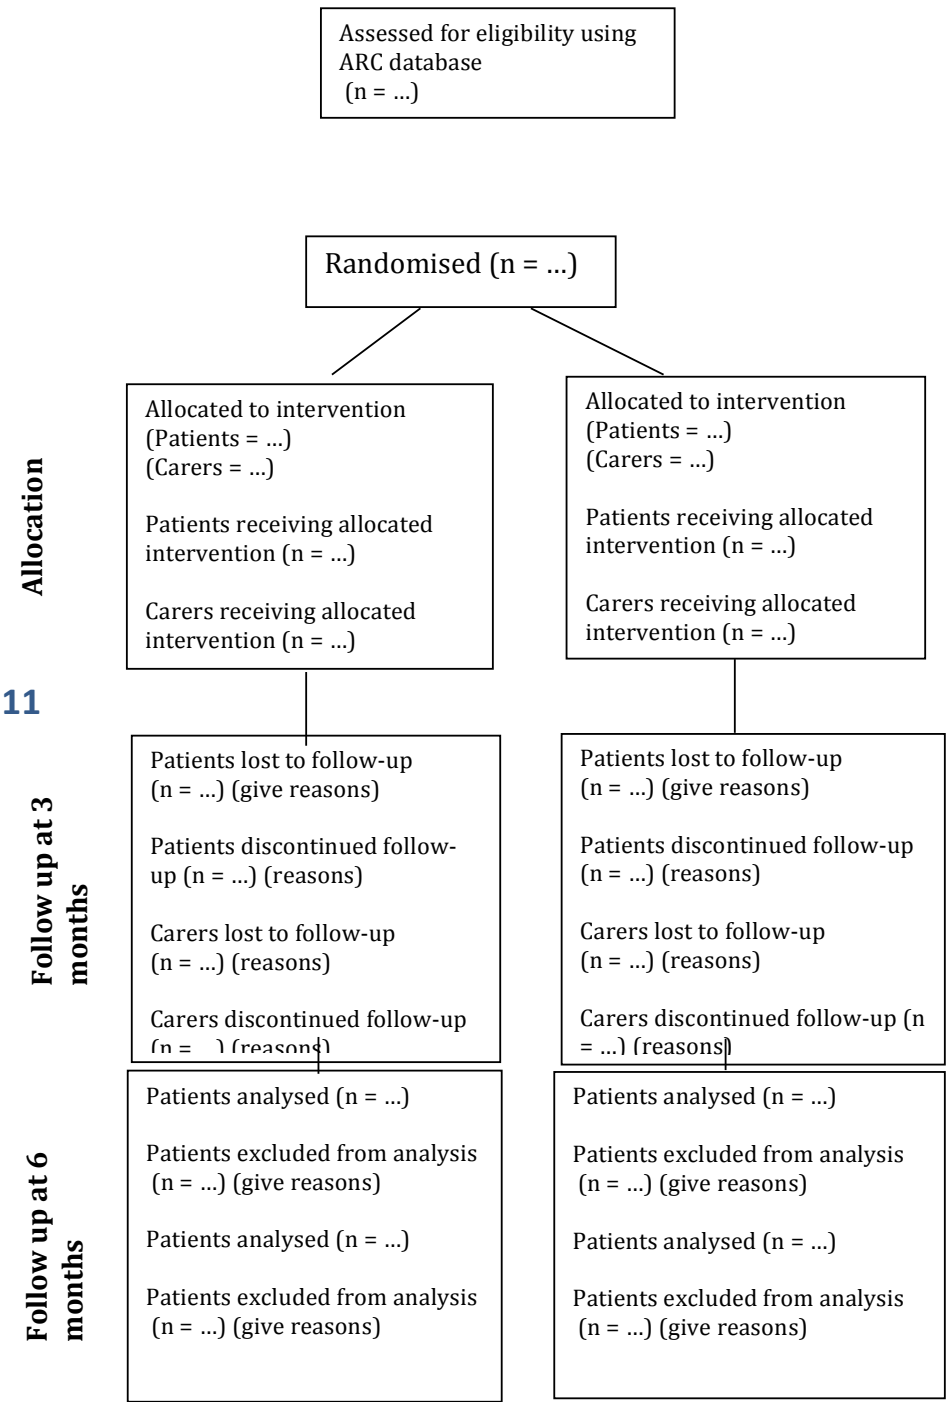 Assessed for eligibility using
ARC database
(n = …)
Randomised (n = …)
Allocation
Allocated to intervention
(Patients = …)
(Carers = …)
Patients receiving allocated
intervention (n = …)
Carers receiving allocated
intervention (n = …)
Allocated to intervention
(Patients = …)
(Carers = …)
Patients receiving allocated
intervention (n = …)
Carers receiving allocated
intervention (n = …)
11
Follow up at 3
months
Patients lost to follow-up
(n = …) (give reasons)
Patients discontinued follow-
up (n = …) (reasons)
Carers lost to follow-up
(n = …) (reasons)
Carers discontinued follow-up
(n = …) (reasons)
Patients lost to follow-up
(n = …) (give reasons)
Patients discontinued follow-up
(n = …) (reasons)
Carers lost to follow-up
(n = …) (reasons)
Carers discontinued follow-up (n
= …) (reasons)
Follow up at 6
months
Patients analysed (n = …)
Patients excluded from analysis
(n = …) (give reasons)
Patients analysed (n = …)
Patients excluded from analysis
(n = …) (give reasons)
Patients analysed (n = …)
Patients excluded from analysis
(n = …) (give reasons)
Patients analysed (n = …)
Patients excluded from analysis
(n = …) (give reasons)